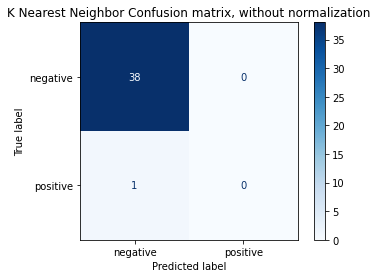 K Nearest Neighbor Confusion matrix, without normalization
True label
negative
38
0
positive
1
0
negative
positive
Predicted label
35
30
25
20
15
10
5
0